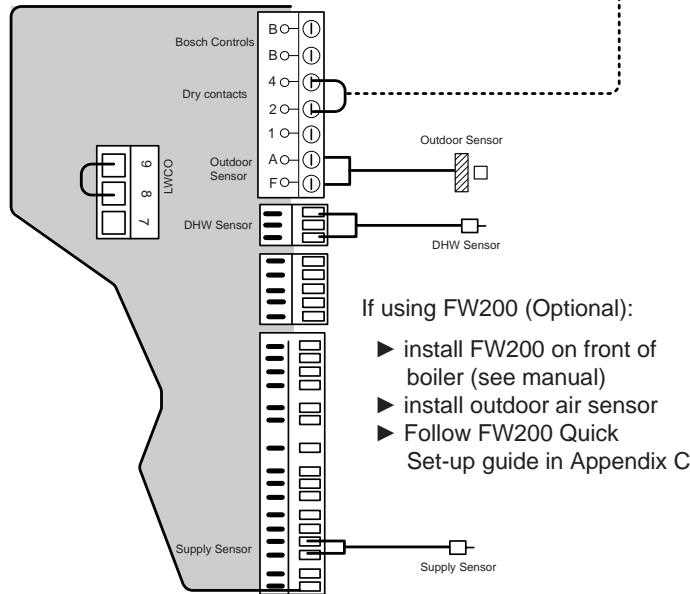 Bosch Controls
B
B
4
Dry contacts
2
1
Outdoor
Sensor
A
F
Outdoor Sensor
9
8
7
LWCO
DHW Sensor
DHW Sensor
If using FW200 (Optional):
► install FW200 on front of
boiler (see manual)
► install outdoor air sensor
► Follow FW200 Quick
Set-up guide in Appendix C
Supply Sensor
Supply Sensor